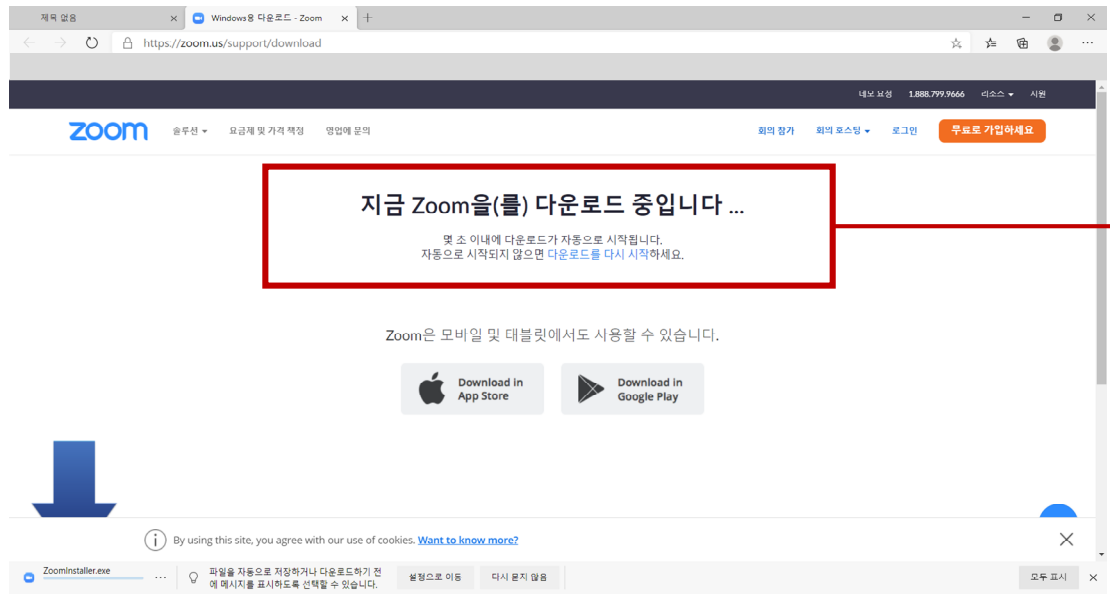 제목 없음
Windows용 다운로드 - Zoom
https://zoom.us/support/download
데모 요청 1.888.799.9666 리소스 지원
zoom 솔루션 요금제 및 가격 책정 영업에 문의 회의 참가 회의 호스팅 로그인 무료로 가입하세요
지금 Zoom을(를) 다운로드 중입니다 ...
몇 초 이내에 다운로드가 자동으로 시작됩니다.
자동으로 시작되지 않으면 다운로드를 다시 시작하세요.
Zoom은 모바일 및 태블릿에서도 사용할 수 있습니다.
Download in
App Store
Download in
Google Play
By using this site, you agree with our use of cookies. Want to know more?
ZoomInstaller.exe
파일을 자동으로 저장하거나 다운로드하기 전
에 메시지를 표시하도록 선택할 수 있습니다.
설정으로 이동 다시 묻지 않음 모두 표시